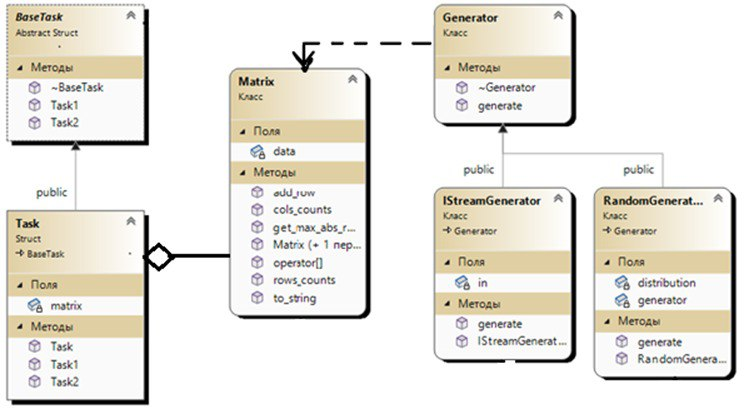 BaseTask
Abstract Struct
Методы
~BaseTask
Task1
Task2
public
Task
Struct
BaseTask
Поля
matrix
Методы
Task
Task1
Task2
Matrix
Класс
Поля
data
Методы
add_row
cols_counts
get_max_abs_r...
Matrix (+ 1 пер...
operator[]
rows_counts
to_string
Generator
Класс
Методы
~Generator
generate
public
public
IStreamGenerator
Класс
Generator
Поля
in
Методы
generate
IStreamGenerat...
RandomGenerat...
Класс
Generator
Поля
distribution
generator
Методы
generate
RandomGenera...